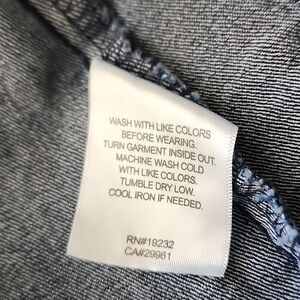 WASH WITH LIKE COLORS
BEFORE WEARING.
TURN GARMENT INSIDE OUT.
MACHINE WASH COLD
WITH LIKE COLORS.
TUMBLE DRY LOW.
COOL IRON IF NEEDED.
RN#19232
CA#29961